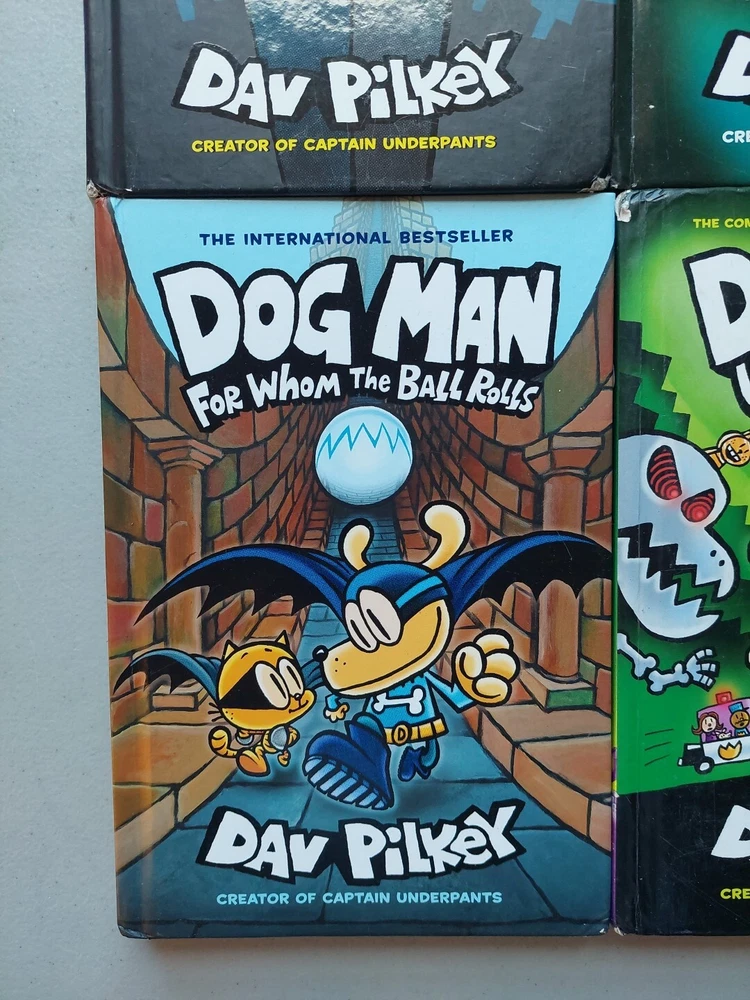 DAV PILKEY
CREATOR OF CAPTAIN UNDERPANTS
THE INTERNATIONAL BESTSELLER
DOG MAN
FOR WHOM THE BALL ROLLS
DAV PILKEY
CREATOR OF CAPTAIN UNDERPANTS
THE